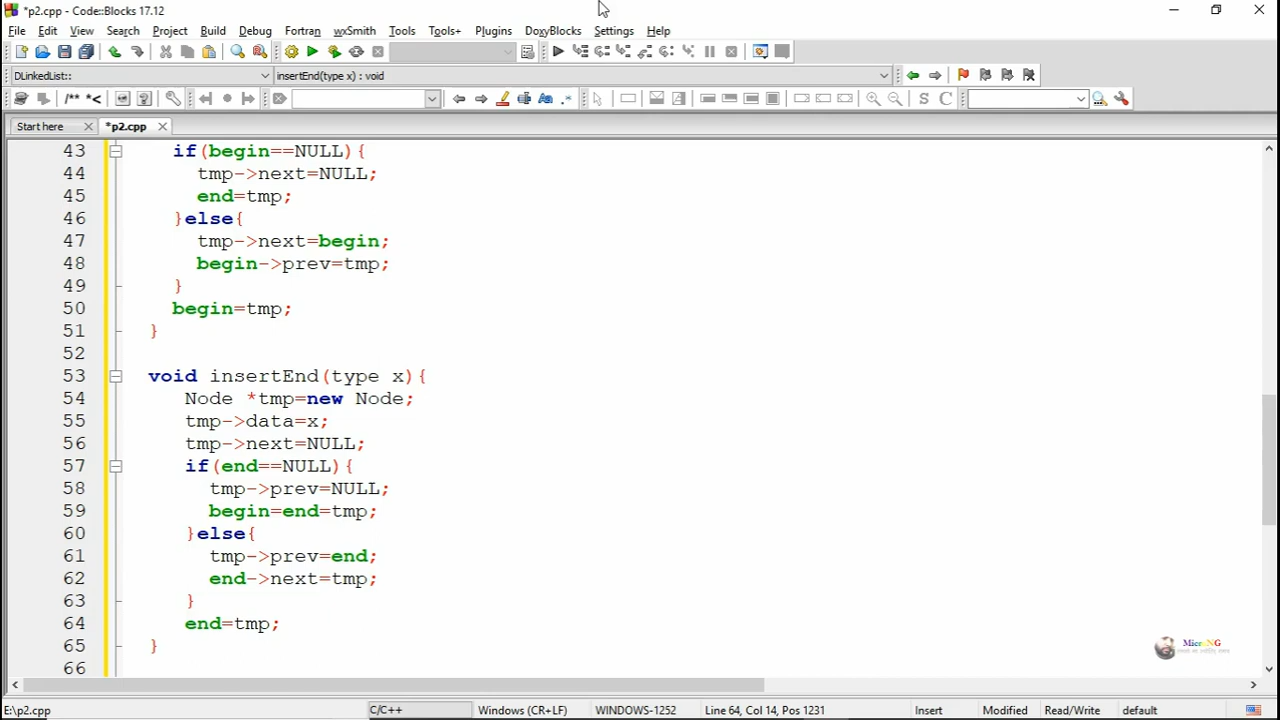 *p2.cpp - Code::Blocks 17.12
File Edit View Search Project Build Debug Fortran wxSmith Tools Tools+ Plugins DoxyBlocks Settings Help
DLinkedList:: insertEnd(type x) : void
/** *<
S C
Start here *p2.cpp
43 if(begin==NULL){
44 tmp->next=NULL;
45 end=tmp;
46 }else{
47 tmp->next=begin;
48 begin->prev=tmp;
49 }
50 begin=tmp;
51 }
52
53 void insertEnd(type x){
54 Node *tmp=new Node;
55 tmp->data=x;
56 tmp->next=NULL;
57 if(end==NULL){
58 tmp->prev=NULL;
59 begin=end=tmp;
60 }else{
61 tmp->prev=end;
62 end->next=tmp;
63 }
64 end=tmp;
65 }
66
E:\p2.cpp C/C++ Windows (CR+LF) WINDOWS-1252 Line 64, Col 14, Pos 1231 Insert Modified Read/Write default